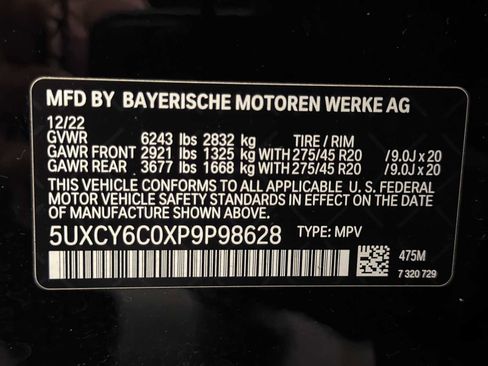 MFD BY BAYERISCHE MOTOREN WERKE AG
12/22
GVWR 6243 lbs 2832 kg TIRE / RIM
GAWR FRONT 2921 lbs 1325 kg WITH 275/45 R20 / 9.0J x 20
GAWR REAR 3677 lbs 1668 kg WITH 275/45 R20 / 9.0J x 20
THIS VEHICLE CONFORMS TO ALL APPLICABLE U. S. FEDERAL
MOTOR VEHICLE SAFETY STANDARDS IN EFFECT ON THE DATE
OF MANUFACTURE SHOWN ABOVE.
5UXCY6C0XP9P98628 TYPE: MPV
475M
7 320 729